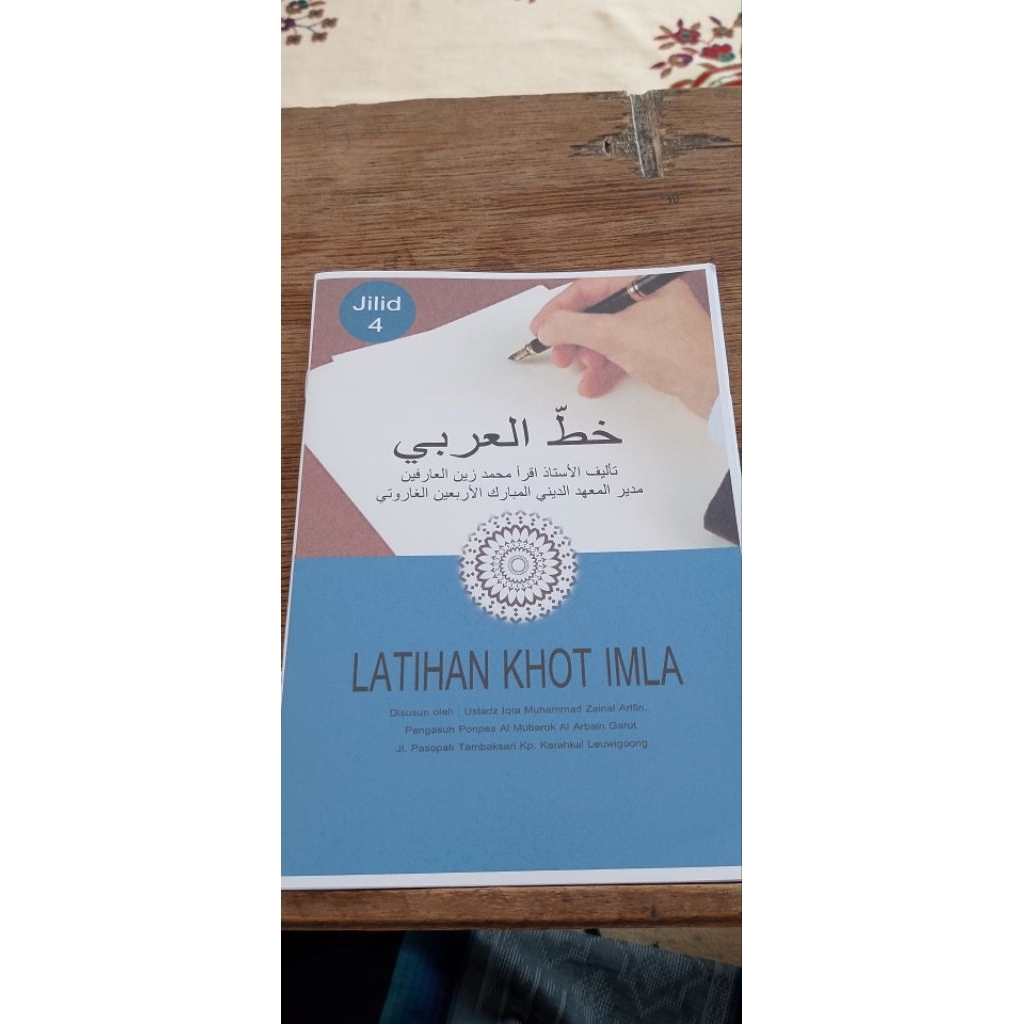 Jilid
4
خطّ العربي
تأليف الأستاذ اقرأ محمد زين العارفين
مدير المعهد الديني المبارك الأربعين الغاروتي
LATIHAN KHOT IMLA
Disusun oleh : Ustadz Iqra Muhammad Zainal Arifin,
Pengasuh Ponpes Al Mubarok Al Arbain Garut
Jl. Pasopati Tambaksari Kp. Karahkal Leuwigoong